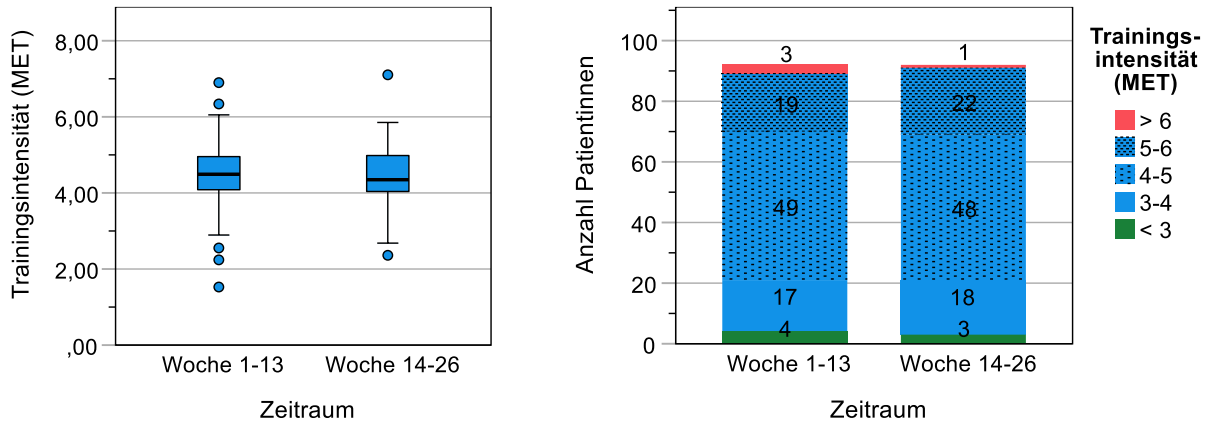 Trainingsintensität (MET)
8,00
6,00
4,00
2,00
,00
Woche 1-13
Woche 14-26
Zeitraum
Anzahl Patientinnen
100
80
60
40
20
0
3
19
49
17
4
1
22
48
18
3
Woche 1-13
Woche 14-26
Zeitraum
Trainings-
intensität
(MET)
> 6
5-6
4-5
3-4
< 3